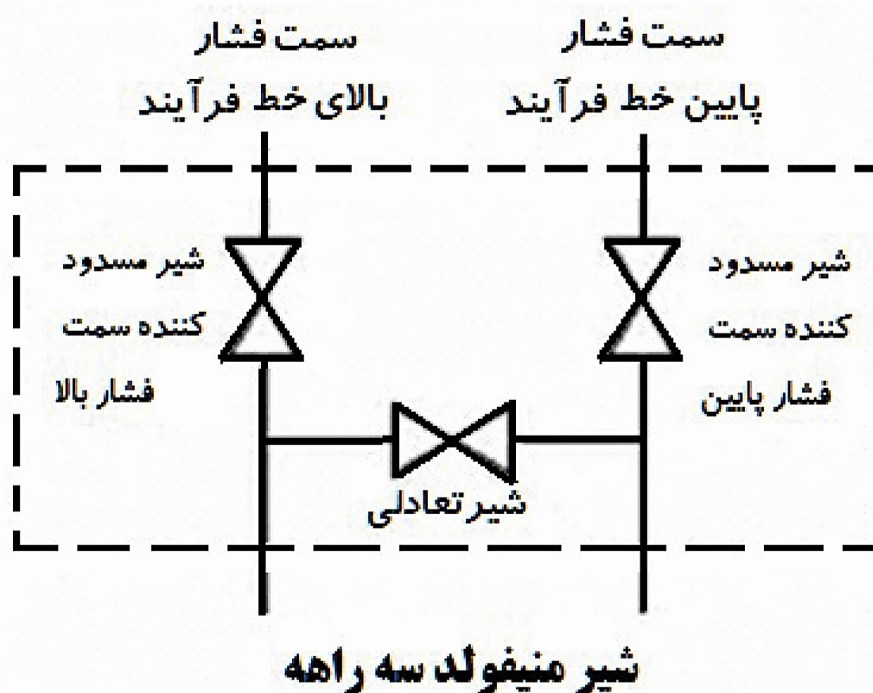 سمت فشار
بالای خط فرآیند
سمت فشار
پایین خط فرآیند
شیر مسدود
کننده سمت
فشار بالا
شیر مسدود
کننده سمت
فشار پایین
شیر تعادلی
شیر منیفولد سه راهه